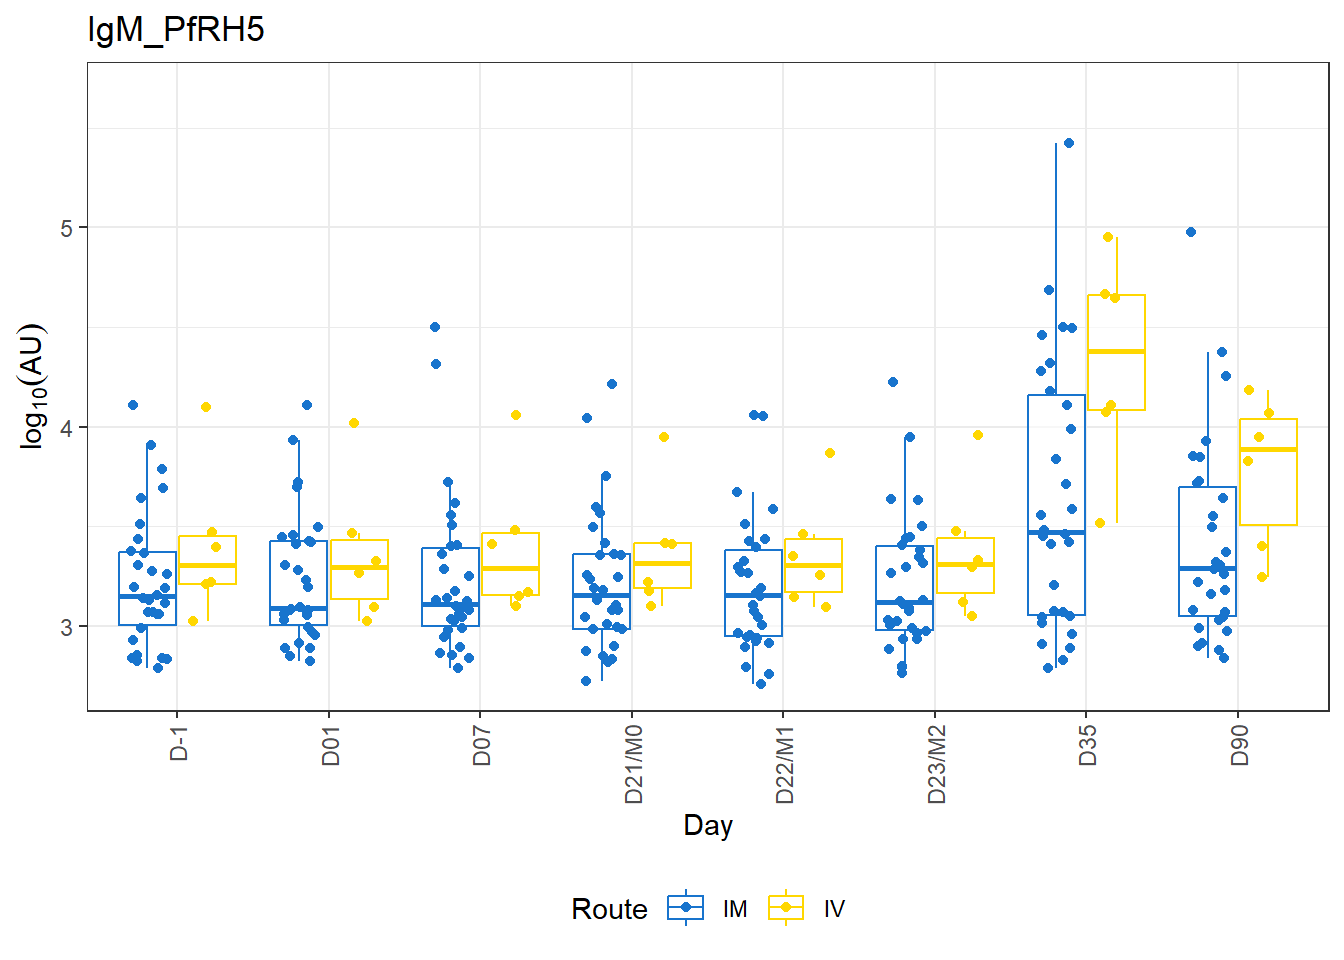 IgM_PfRH5
log10(AU)
5
4
3
D-1
D01
D07
D21/M0
D22/M1
D23/M2
D35
D90
Day
Route IM IV